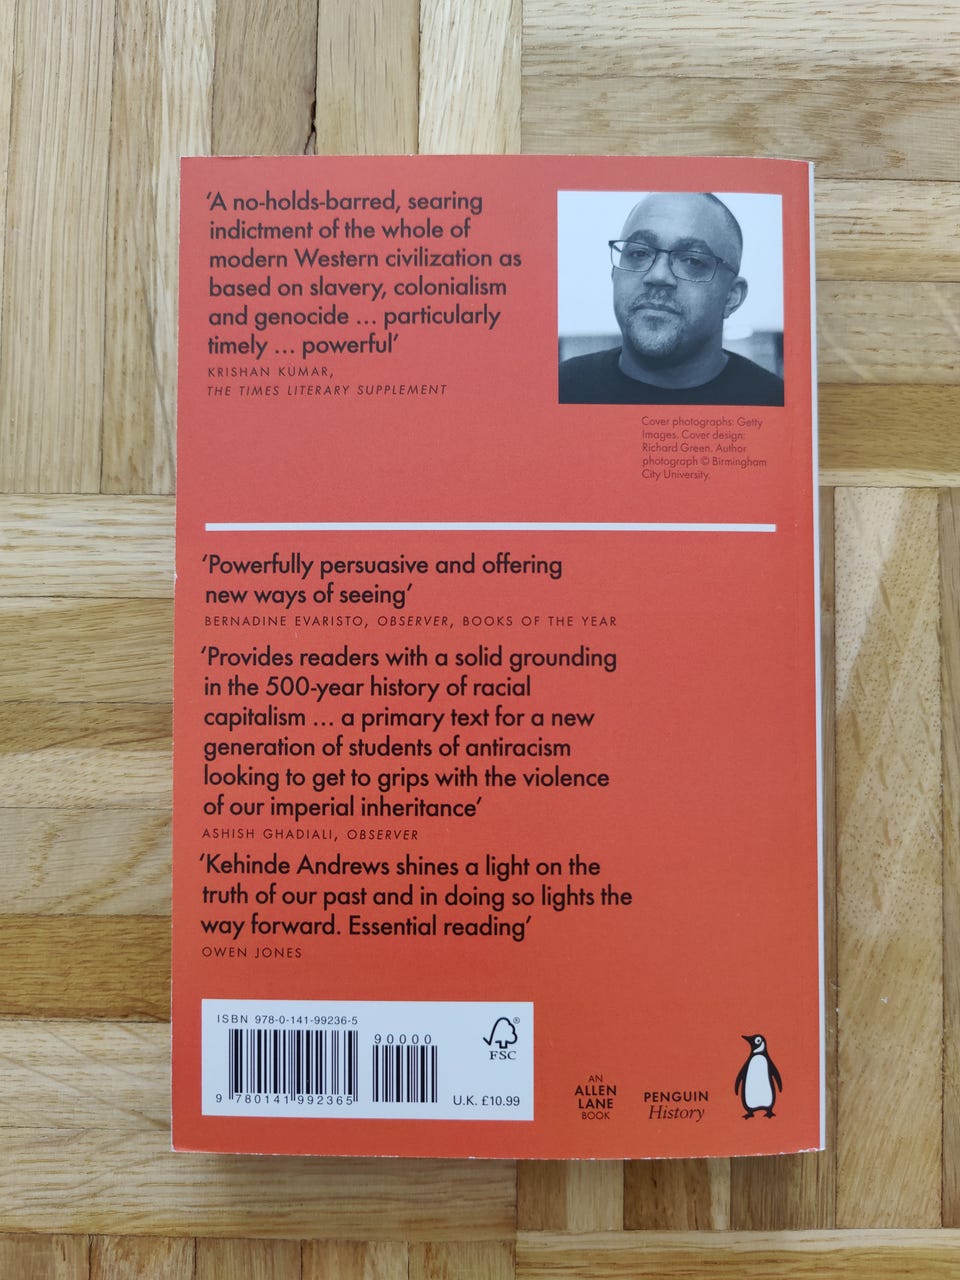 ‘A no-holds-barred, searing
indictment of the whole of
modern Western civilization as
based on slavery, colonialism
and genocide ... particularly
timely ... powerful’
KRISHAN KUMAR,
THE TIMES LITERARY SUPPLEMENT
Cover photographs: Getty
Images. Cover design:
Richard Green. Author
photograph © Birmingham
City University.
‘Powerfully persuasive and offering
new ways of seeing’
BERNADINE EVARISTO, OBSERVER, BOOKS OF THE YEAR
‘Provides readers with a solid grounding
in the 500-year history of racial
capitalism ... a primary text for a new
generation of students of antiracism
looking to get to grips with the violence
of our imperial inheritance’
ASHISH GHADIALI, OBSERVER
‘Kehinde Andrews shines a light on the
truth of our past and in doing so lights the
way forward. Essential reading’
OWEN JONES
ISBN 978-0-141-99236-5
90000
9 780141 992365
FSC
®
U.K. £10.99
AN
ALLEN
LANE
BOOK
PENGUIN
History